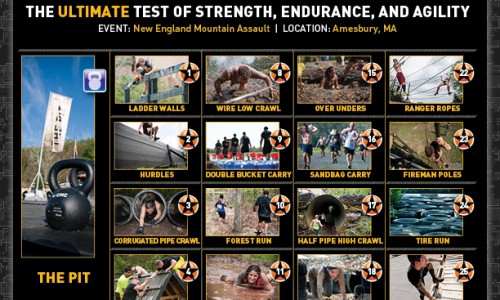 THE ULTIMATE TEST OF STRENGTH, ENDURANCE, AND AGILITY
EVENT: New England Mountain Assault | LOCATION: Amesbury, MA
1
LADDER WALLS
8
WIRE LOW CRAWL
15
OVER UNDERS
22
RANGER ROPES
2
HURDLES
9
DOUBLE BUCKET CARRY
16
SANDBAG CARRY
23
FIREMAN POLES
3
CORRUGATED PIPE CRAWL
10
FOREST RUN
17
HALF PIPE HIGH CRAWL
24
TIRE RUN
THE PIT
4
11
18
25